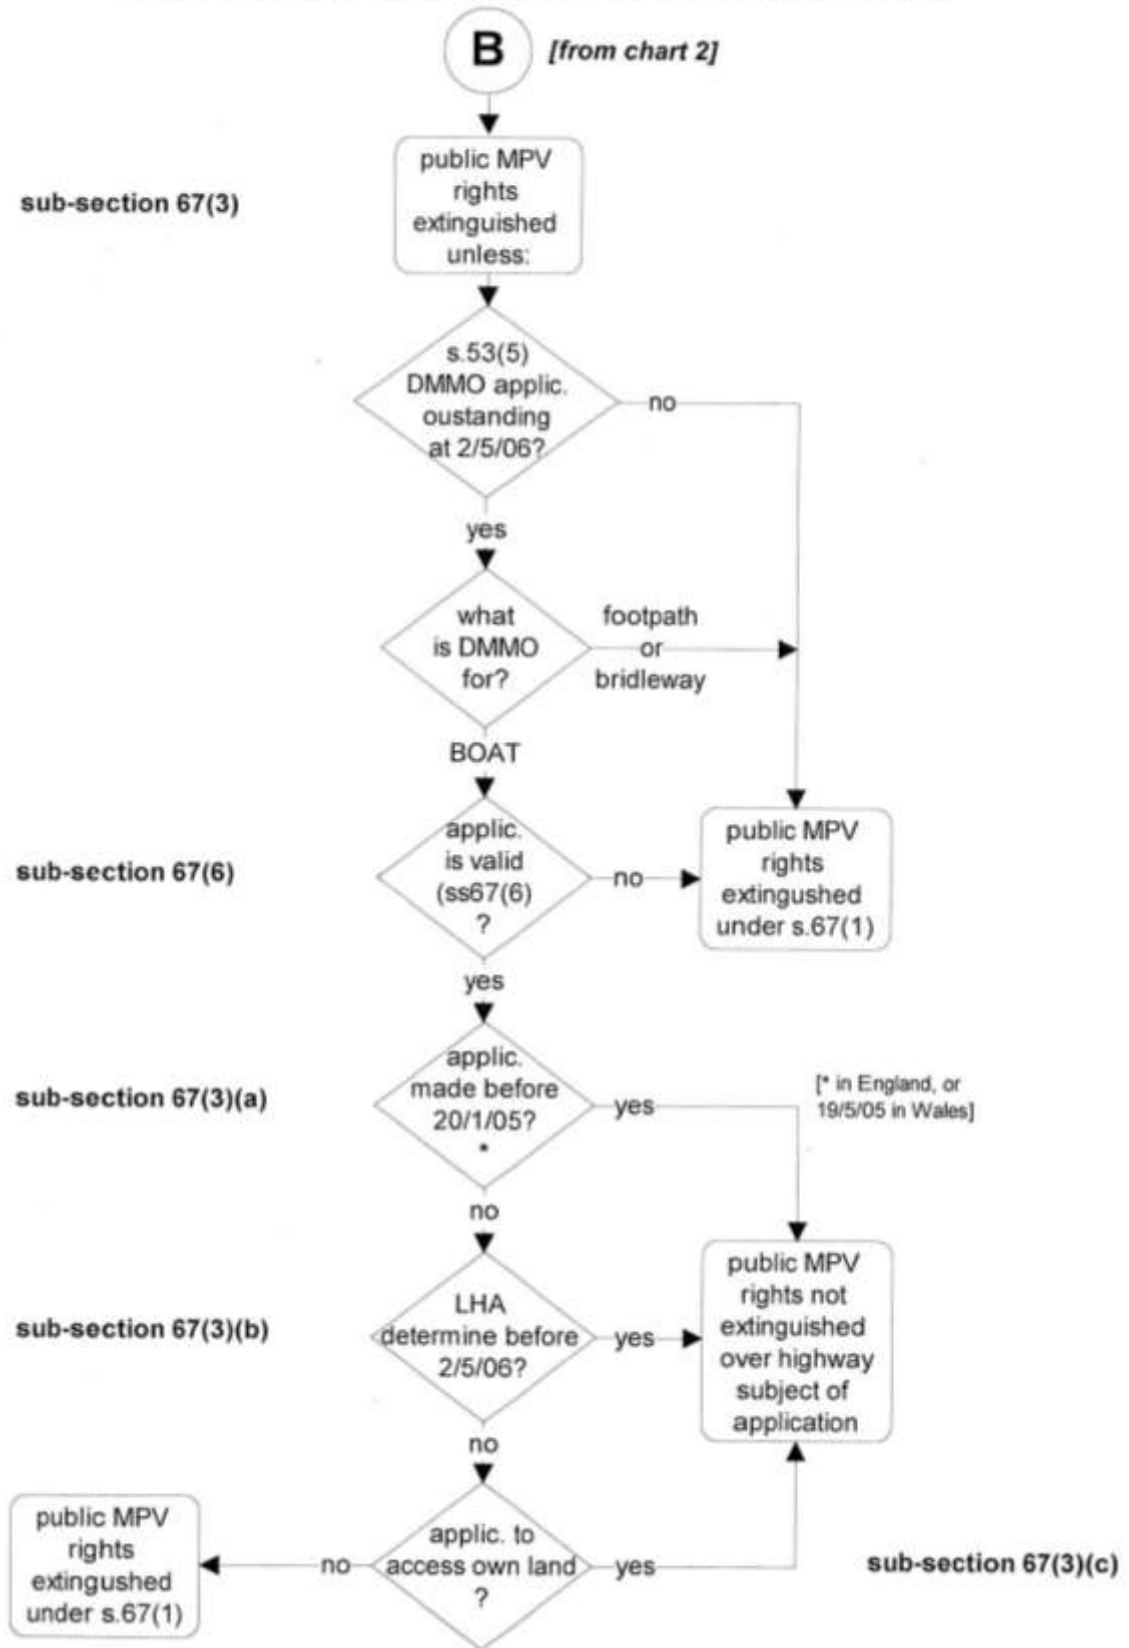 B
[from chart 2]
public MPV
rights
extinguished
unless:
sub-section 67(3)
s.53(5)
DMMO applic.
oustanding
at 2/5/06?
no
yes
what
is DMMO
for?
footpath
or
bridleway
BOAT
applic.
is valid
(ss67(6)
?
sub-section 67(6)
no
public MPV
rights
extingushed
under s.67(1)
yes
applic.
made before
20/1/05?
*
sub-section 67(3)(a)
yes
[* in England, or
19/5/05 in Wales]
no
LHA
determine before
2/5/06?
sub-section 67(3)(b)
yes
public MPV
rights not
extinguished
over highway
subject of
application
no
applic. to
access own land
?
no
public MPV
rights
extingushed
under s.67(1)
yes
sub-section 67(3)(c)